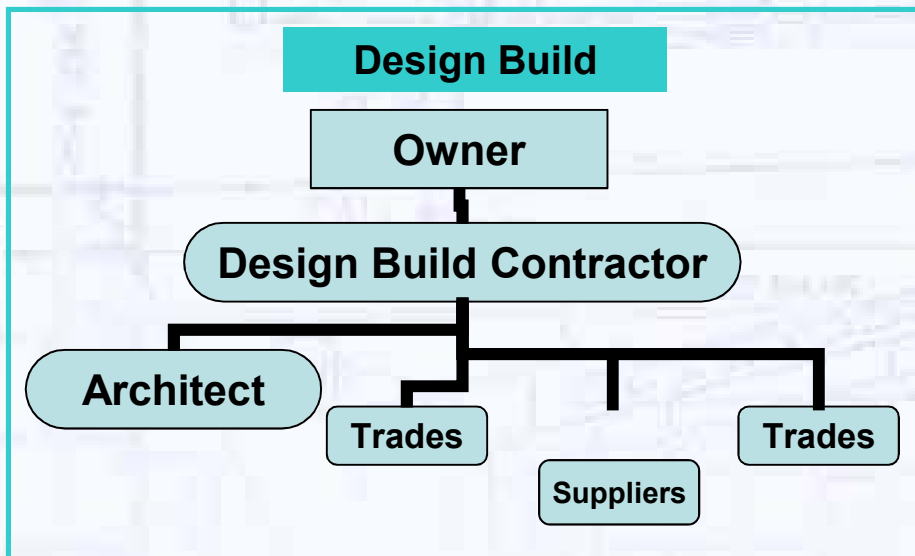 Design Build
Owner
Design Build Contractor
Architect
Trades
Trades
Suppliers